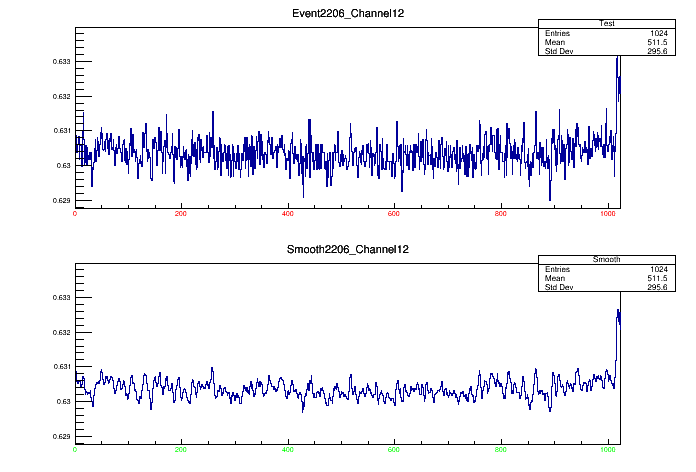 Event2206_Channel12
Test
Entries 1024
Mean 511.5
Std Dev 295.6
0.633
0.632
0.631
0.63
0.629
0 200 400 600 800 1000
Smooth2206_Channel12
Smooth
Entries 1024
Mean 511.5
Std Dev 295.6
0.633
0.632
0.631
0.63
0.629
0 200 400 600 800 1000